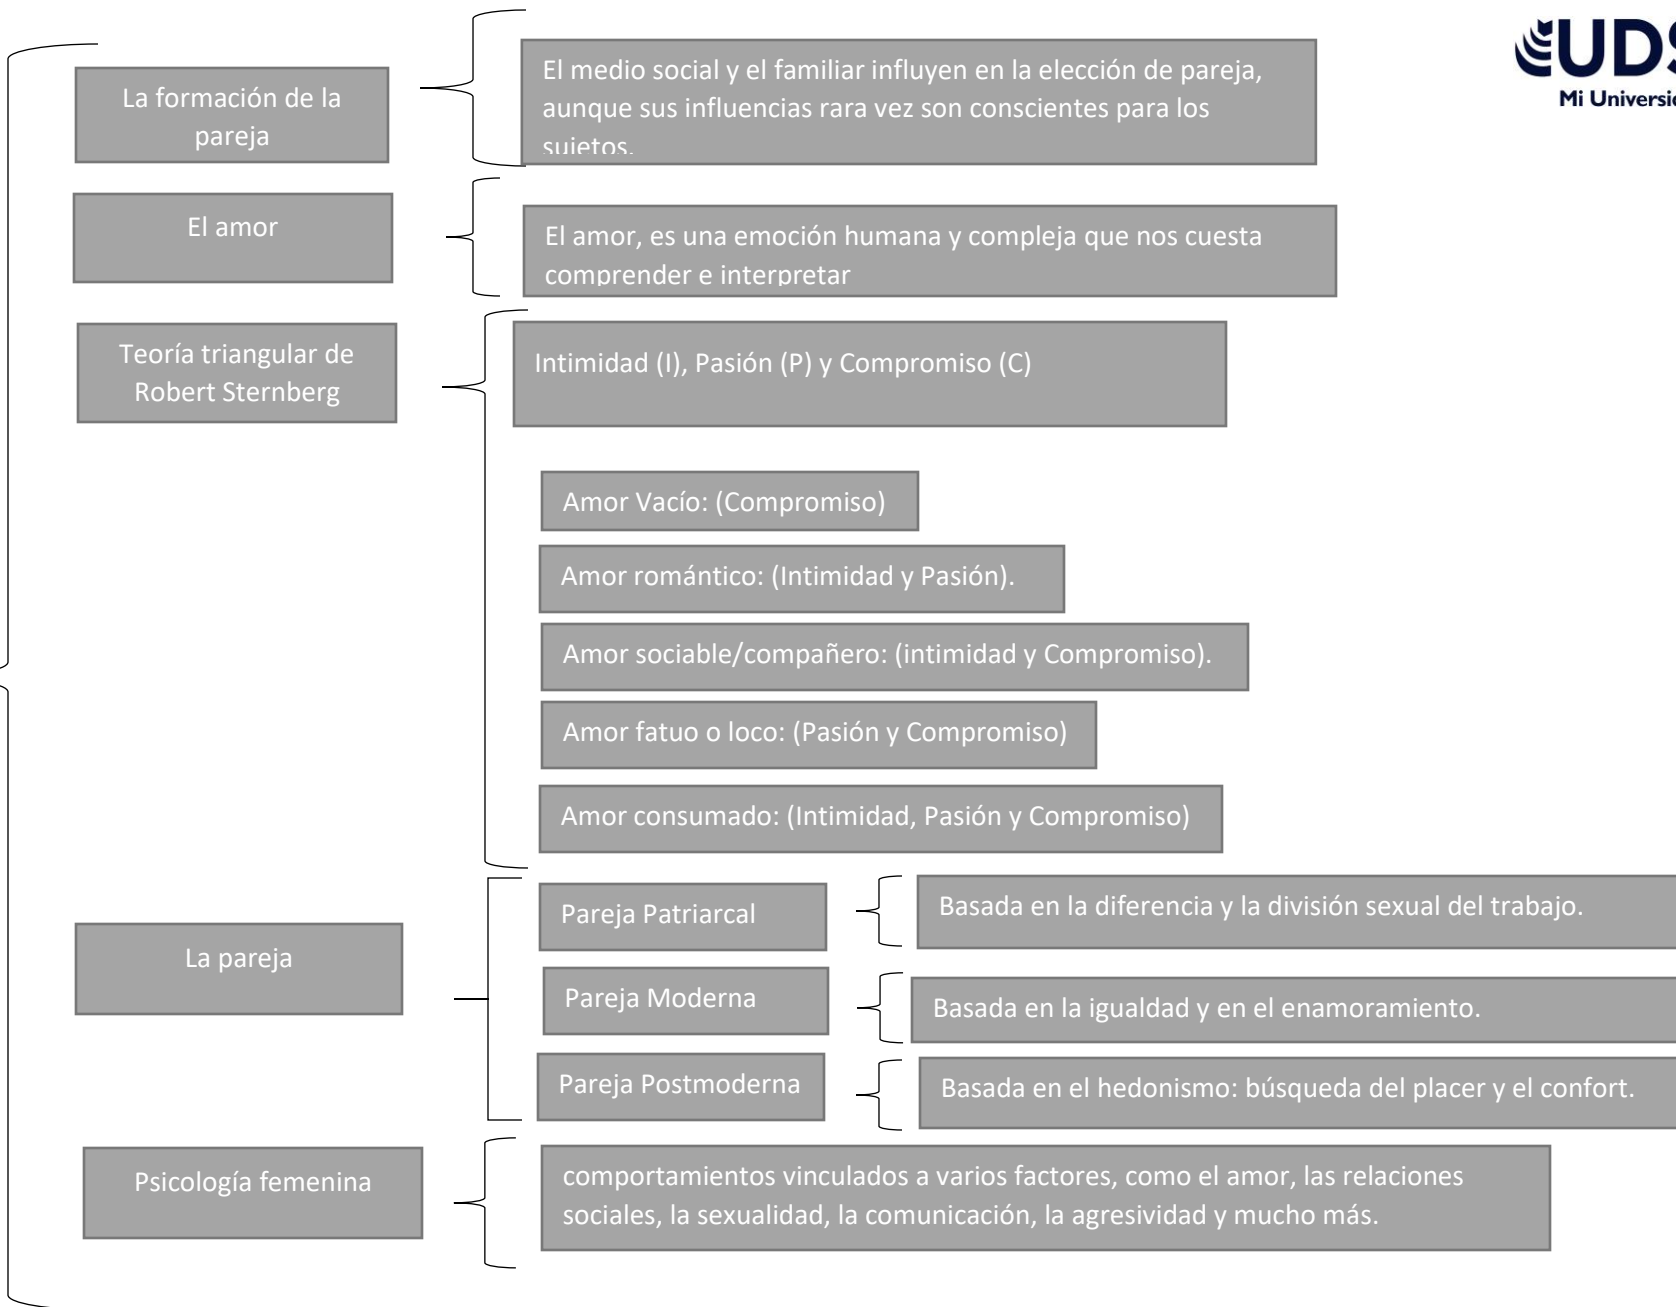 UDS
Mi Universid
La formación de la
pareja
El medio social y el familiar influyen en la elección de pareja,
aunque sus influencias rara vez son conscientes para los
sujetos.
El amor
El amor, es una emoción humana y compleja que nos cuesta
comprender e interpretar
Teoría triangular de
Robert Sternberg
Intimidad (I), Pasión (P) y Compromiso (C)
Amor Vacío: (Compromiso)
Amor romántico: (Intimidad y Pasión).
Amor sociable/compañero: (intimidad y Compromiso).
Amor fatuo o loco: (Pasión y Compromiso)
Amor consumado: (Intimidad, Pasión y Compromiso)
La pareja
Pareja Patriarcal
Basada en la diferencia y la división sexual del trabajo.
Pareja Moderna
Basada en la igualdad y en el enamoramiento.
Pareja Postmoderna
Basada en el hedonismo: búsqueda del placer y el confort.
Psicología femenina
comportamientos vinculados a varios factores, como el amor, las relaciones
sociales, la sexualidad, la comunicación, la agresividad y mucho más.